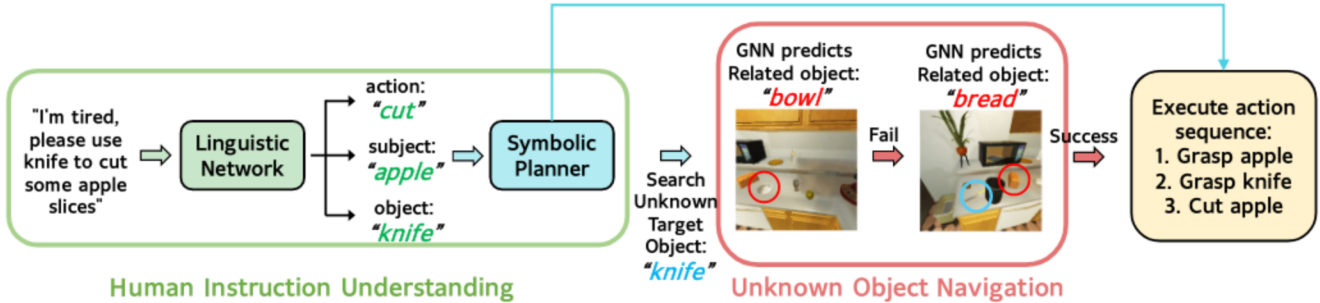 "I'm tired,
please use
knife to cut
some apple
slices"
Linguistic
Network
action:
“cut”
subject:
“apple”
object:
“knife”
Symbolic
Planner
Human Instruction Understanding
Search
Unknown
Target
Object:
“knife”
GNN predicts
Related object:
“bowl”
Fail
GNN predicts
Related object:
“bread”
Success
Unknown Object Navigation
Execute action
sequence:
1. Grasp apple
2. Grasp knife
3. Cut apple